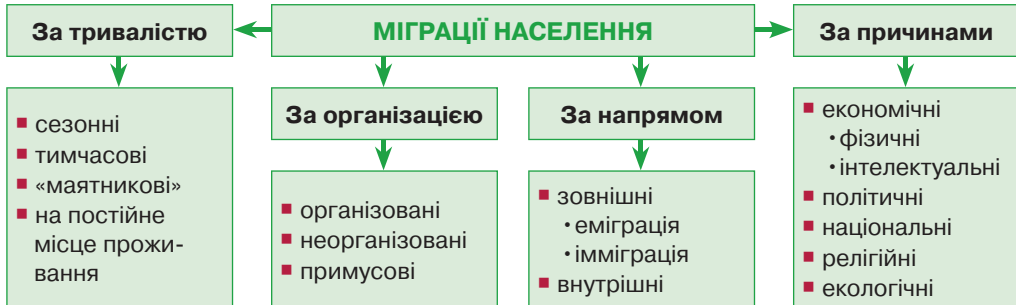 За тривалістю
МІГРАЦІЇ НАСЕЛЕННЯ
За причинами
■ сезонні
■ тимчасові
■ «маятникові»
■ на постійне
місце прожи-
вання
За організацією
■ організовані
■ неорганізовані
■ примусові
За напрямом
■ зовнішні
• еміграція
• імміграція
■ внутрішні
■ економічні
• фізичні
• інтелектуальні
■ політичні
■ національні
■ релігійні
■ екологічні